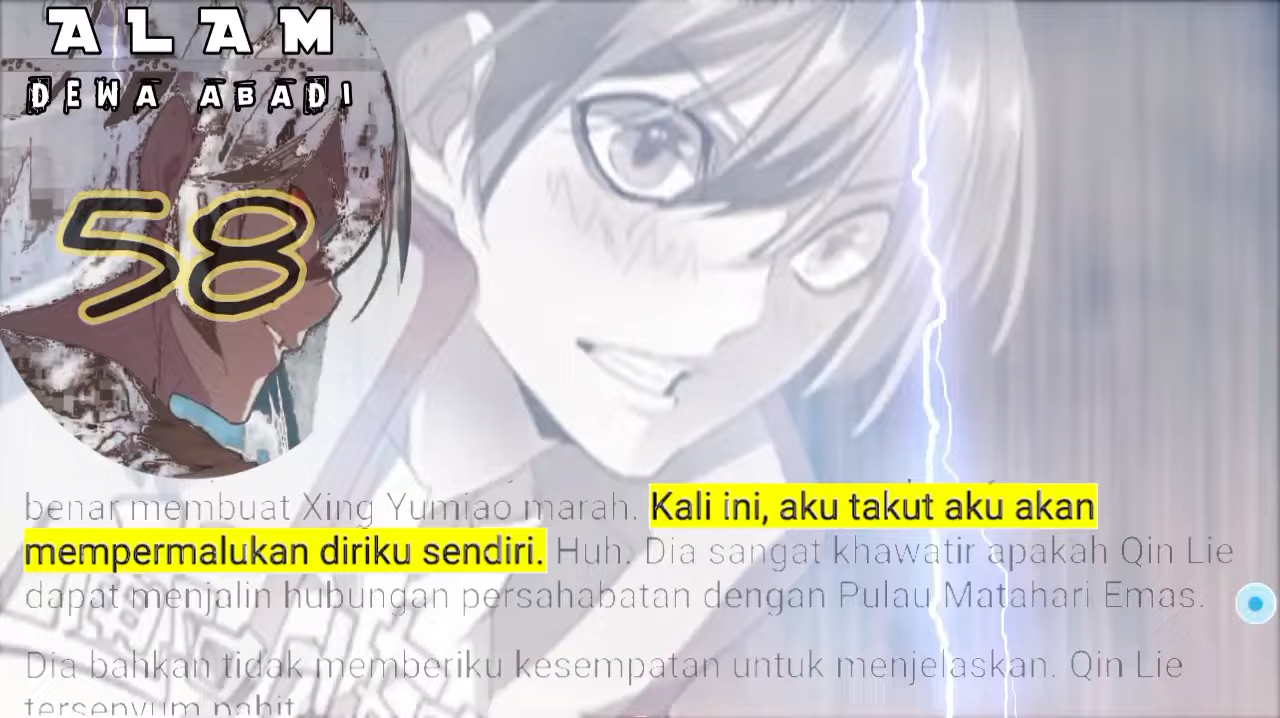 ALAM
DEWA ABADI
58
benar membuat Xing Yumiao marah. Kali ini, aku takut aku akan
mempermalukan diriku sendiri. Huh. Dia sangat khawatir apakah Qin Lie
dapat menjalin hubungan persahabatan dengan Pulau Matahari Emas.
Dia bahkan tidak memberiku kesempatan untuk menjelaskan. Qin Lie
tersenyum pahit.